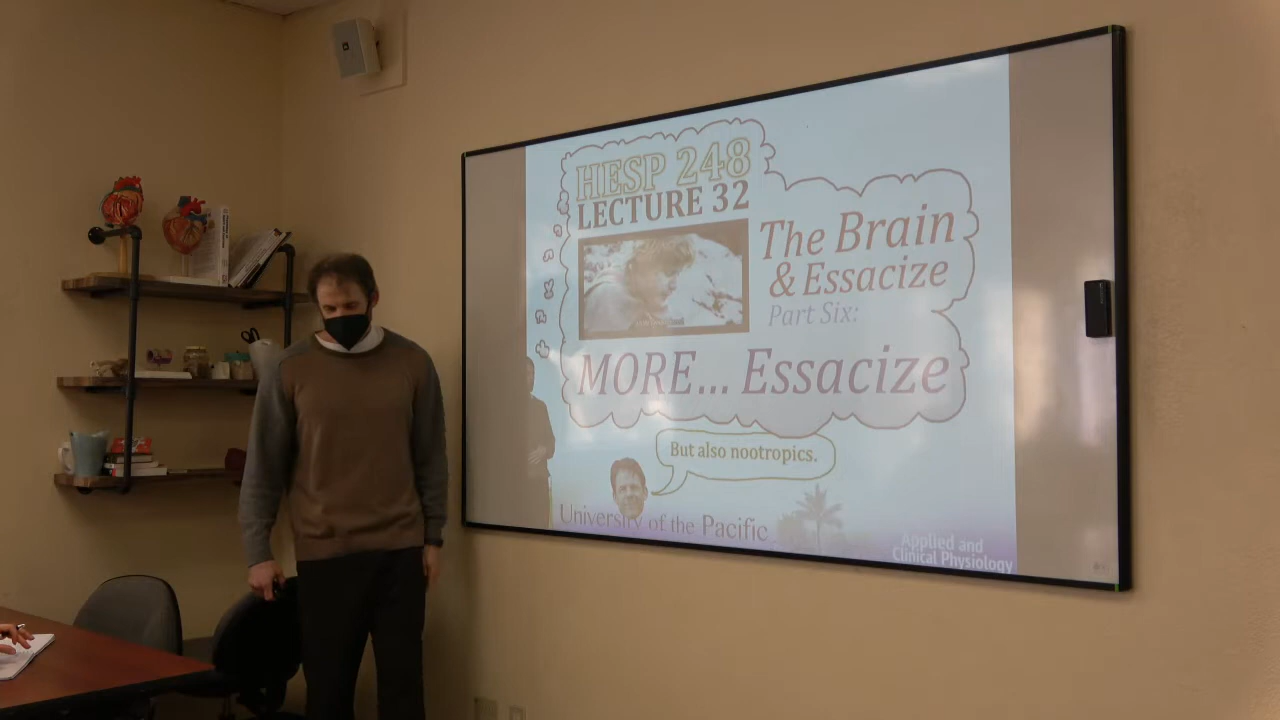 HESP 248
LECTURE 32
The Brain
& Essacize
Part Six:
MORE... Essacize
But also nootropics.
University of the Pacific
Applied and
Clinical Physiology